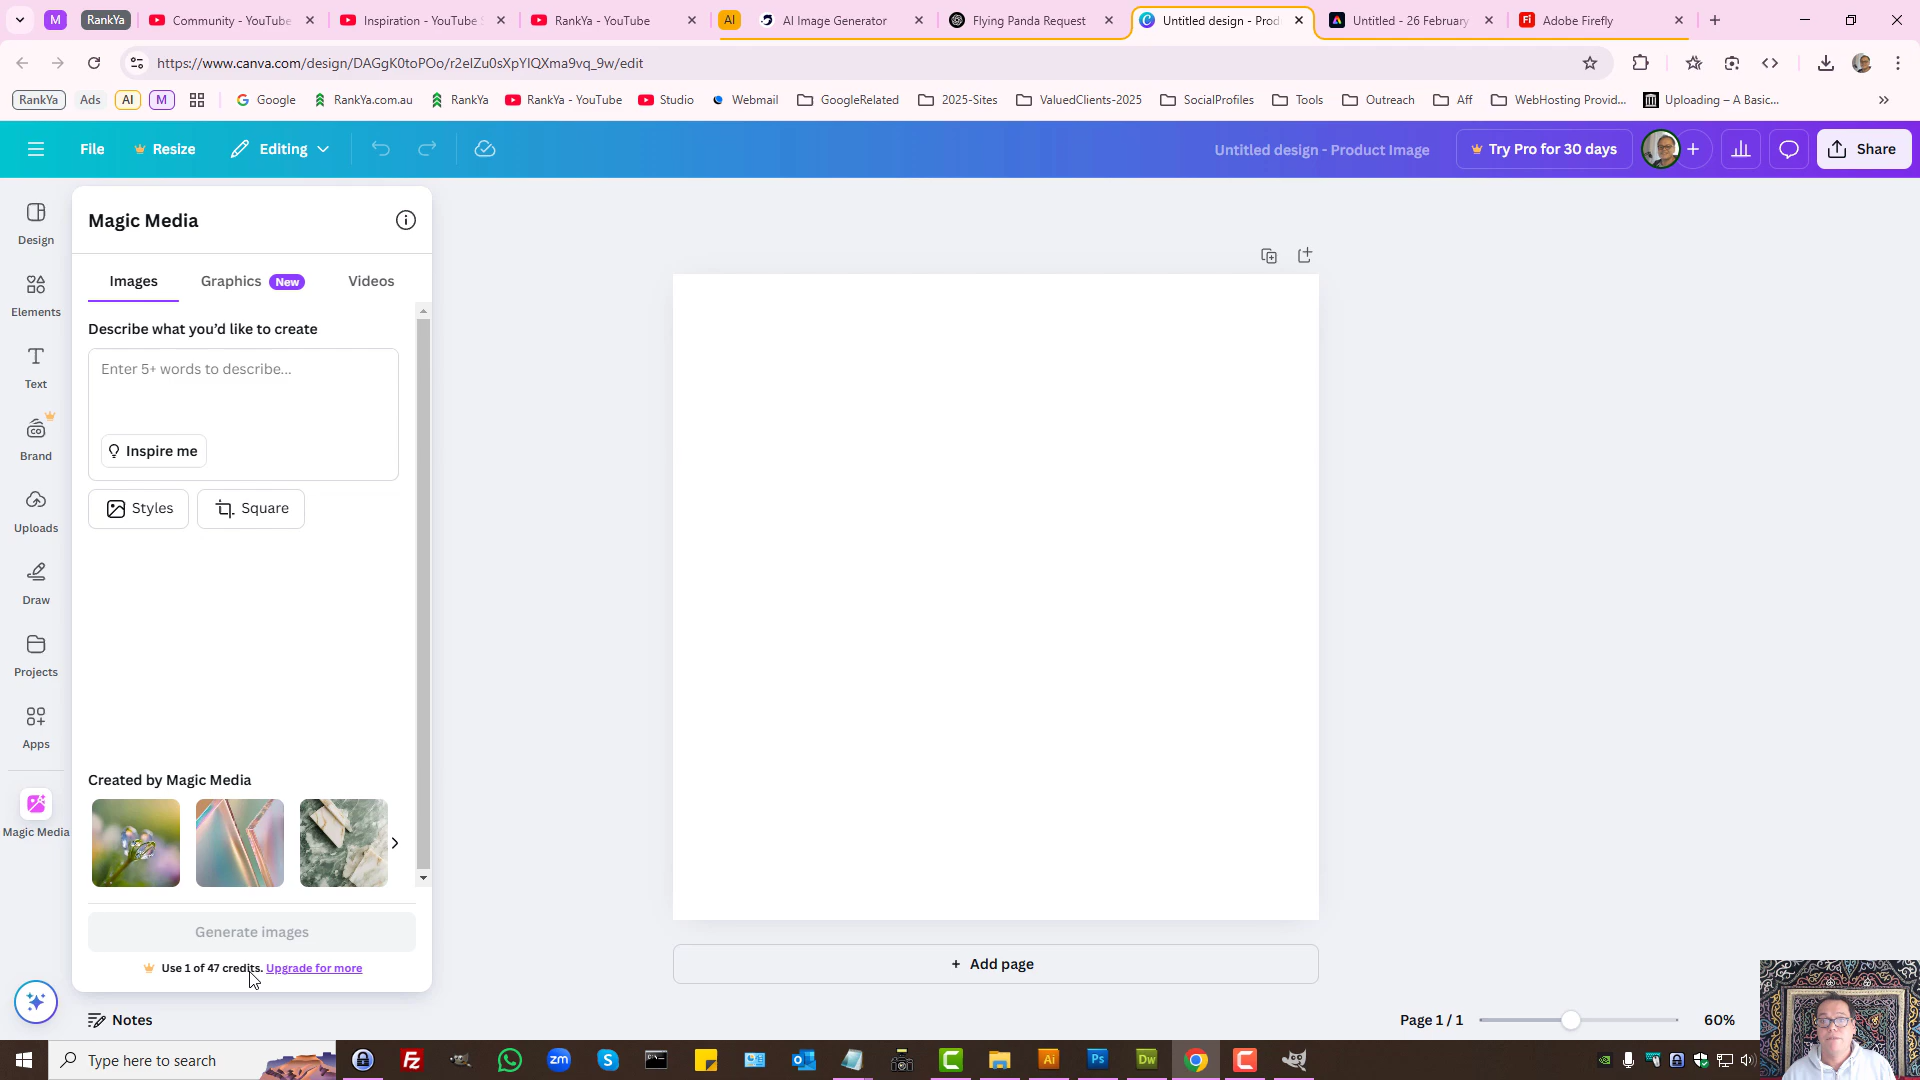 M
RankYa
Community - YouTube
Inspiration - YouTube
RankYa - YouTube
AI
AI Image Generator
Flying Panda Request
Untitled design - Prod
Untitled - 26 February
Adobe Firefly
https://www.canva.com/design/DAGgK0toPOo/r2eIZu0sXpYIQXma9vq_9w/edit
RankYa
Ads
AI
M
Google
RankYa.com.au
RankYa
RankYa - YouTube
Studio
Webmail
GoogleRelated
2025-Sites
ValuedClients-2025
SocialProfiles
Tools
Outreach
Aff
WebHosting Provid...
Uploading – A Basic...
File
Resize
Editing
Untitled design - Product Image
Try Pro for 30 days
Share
Design
Elements
Text
Brand
Uploads
Draw
Projects
Apps
Magic Media
Magic Media
Images
Graphics New
Videos
Describe what you’d like to create
Enter 5+ words to describe...
Inspire me
Styles
Square
Created by Magic Media
Generate images
Use 1 of 47 credits. Upgrade for more
+ Add page
Notes
Page 1 / 1
60%
Type here to search